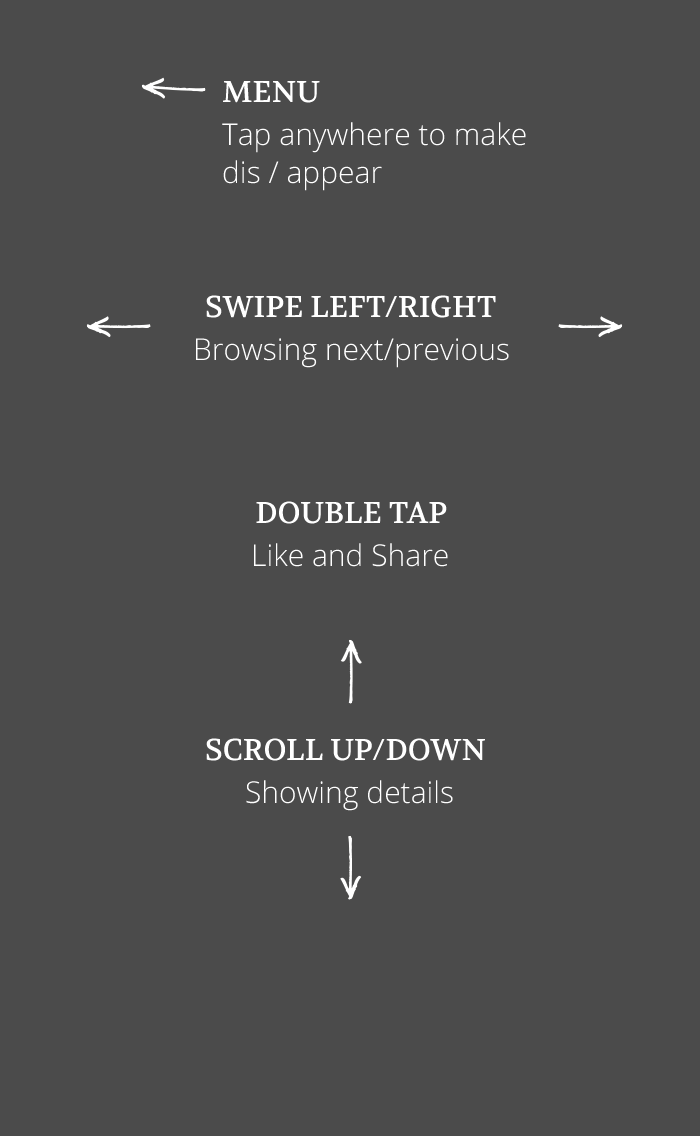 MENU
Tap anywhere to make
dis / appear
SWIPE LEFT/RIGHT
Browsing next/previous
DOUBLE TAP
Like and Share
SCROLL UP/DOWN
Showing details